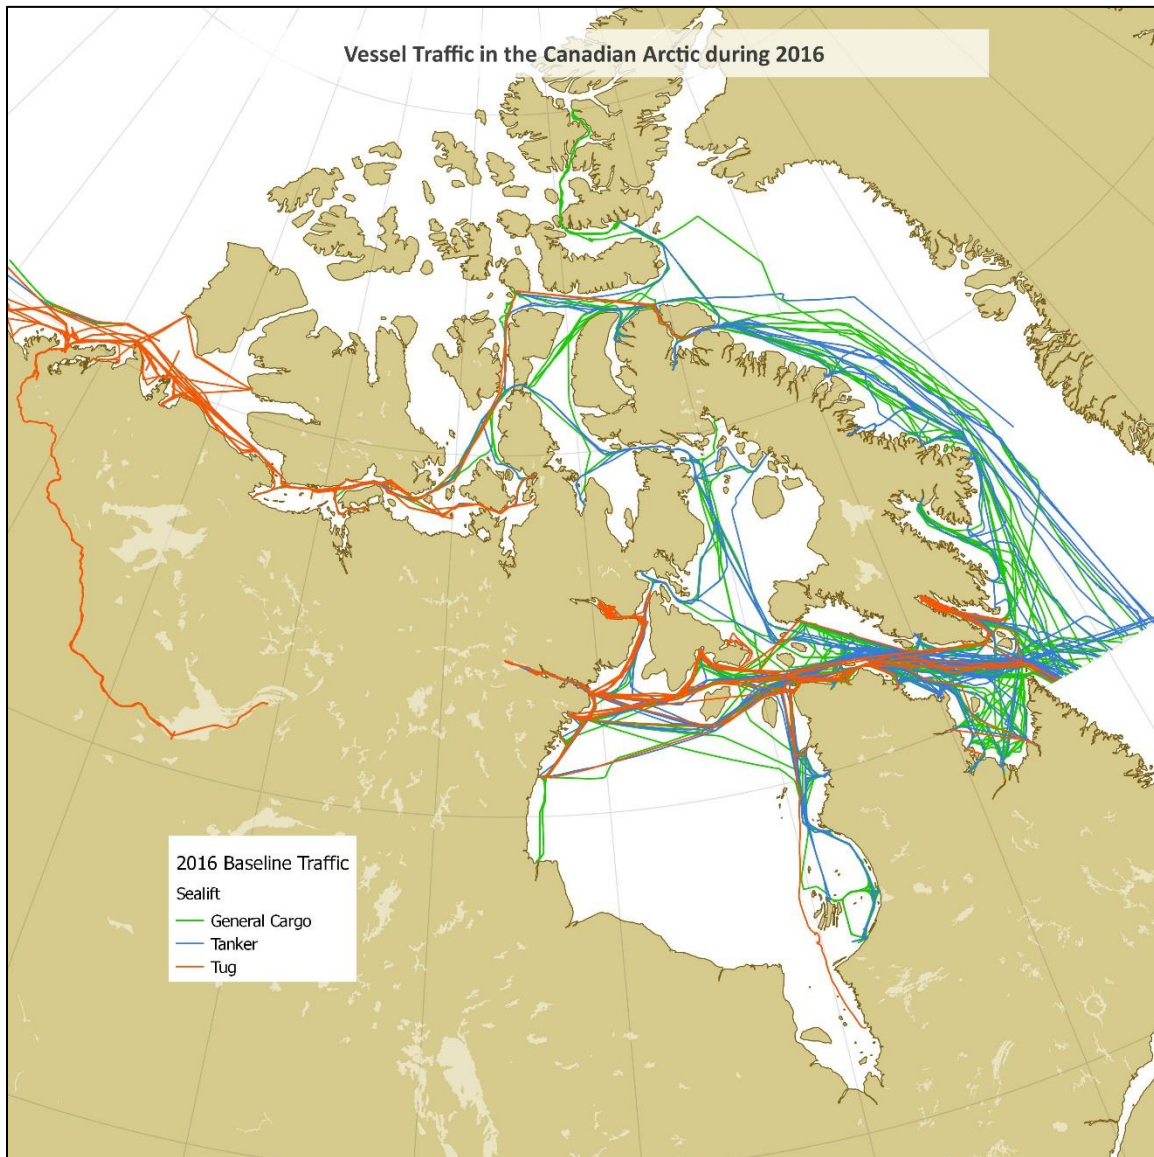 Vessel Traffic in the Canadian Arctic during 2016
2016 Baseline Traffic
Sealift
General Cargo
Tanker
Tug